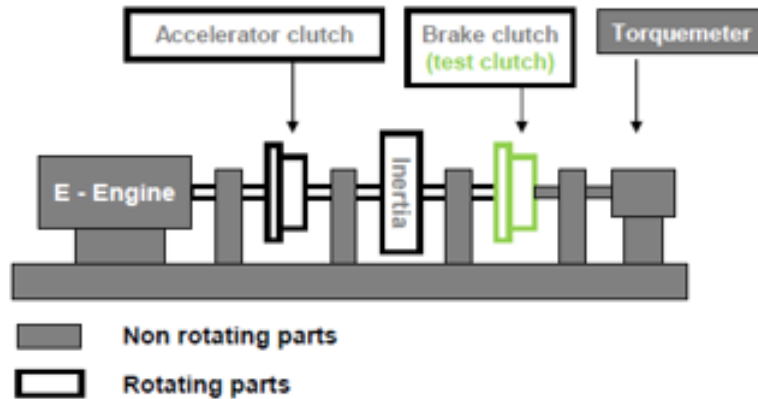 Accelerator clutch
Brake clutch
(test clutch)
Torquemeter
E - Engine
Inertia
Non rotating parts
Rotating parts